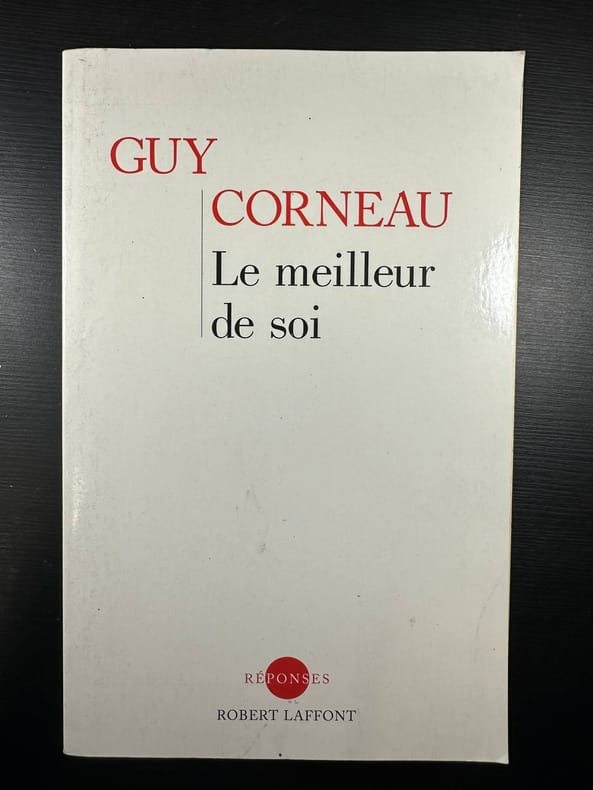 GUY
CORNEAU
Le meilleur
de soi
RÉPONSES
ROBERT LAFFONT